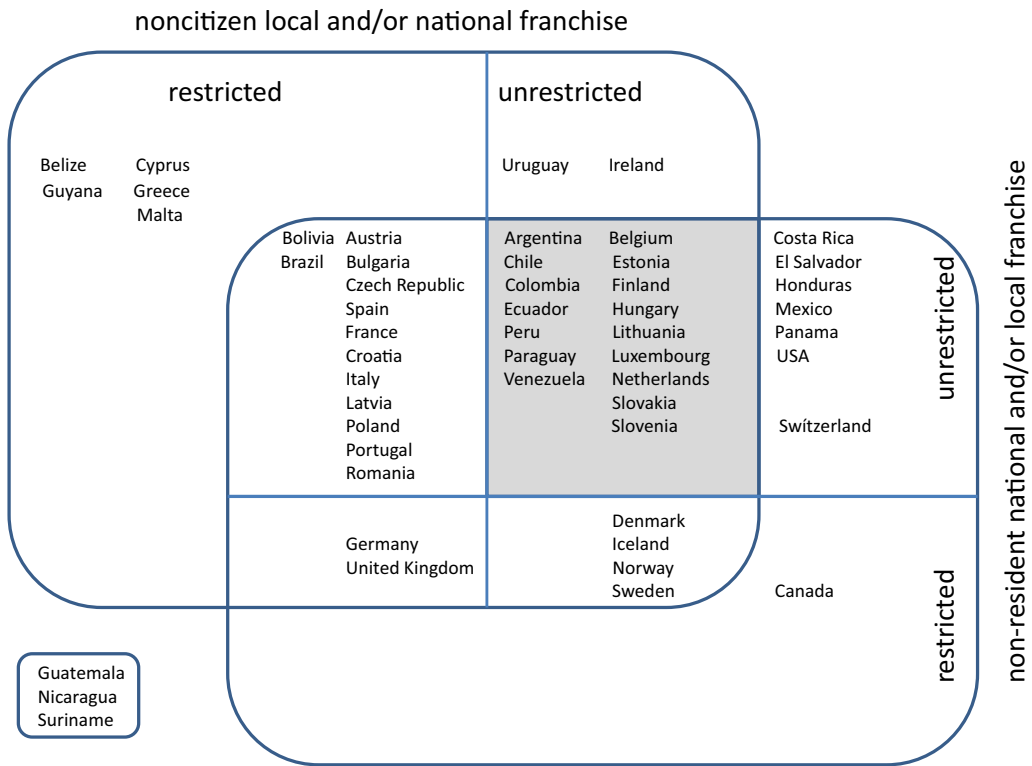 noncitizen local and/or national franchise
restricted
unrestricted
Belize
Guyana
Cyprus
Greece
Malta
Uruguay
Ireland
Bolivia
Brazil
Austria
Bulgaria
Czech Republic
Spain
France
Croatia
Italy
Latvia
Poland
Portugal
Romania
Argentina
Chile
Colombia
Ecuador
Peru
Paraguay
Venezuela
Belgium
Estonia
Finland
Hungary
Lithuania
Luxembourg
Netherlands
Slovakia
Slovenia
Costa Rica
El Salvador
Honduras
Mexico
Panama
USA
Swítzerland
unrestricted
non-resident national and/or local franchise
Germany
United Kingdom
Denmark
Iceland
Norway
Sweden
Canada
restricted
Guatemala
Nicaragua
Suriname